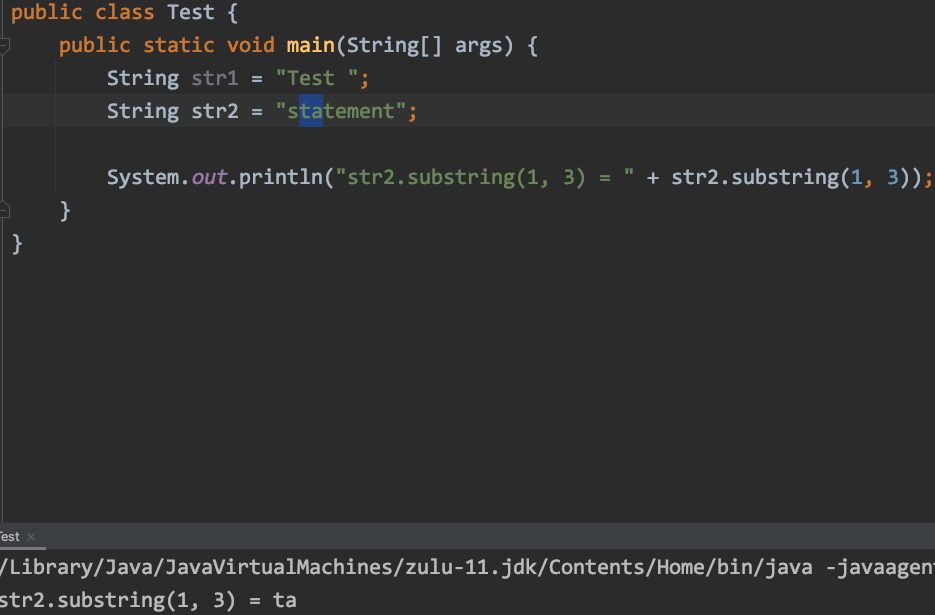 public class Test {
    public static void main(String[] args) {
        String str1 = "Test ";
        String str2 = "statement";
        System.out.println("str2.substring(1, 3) = " + str2.substring(1, 3));
    }
}
est
/Library/Java/JavaVirtualMachines/zulu-11.jdk/Contents/Home/bin/java -javaagent
str2.substring(1, 3) = ta